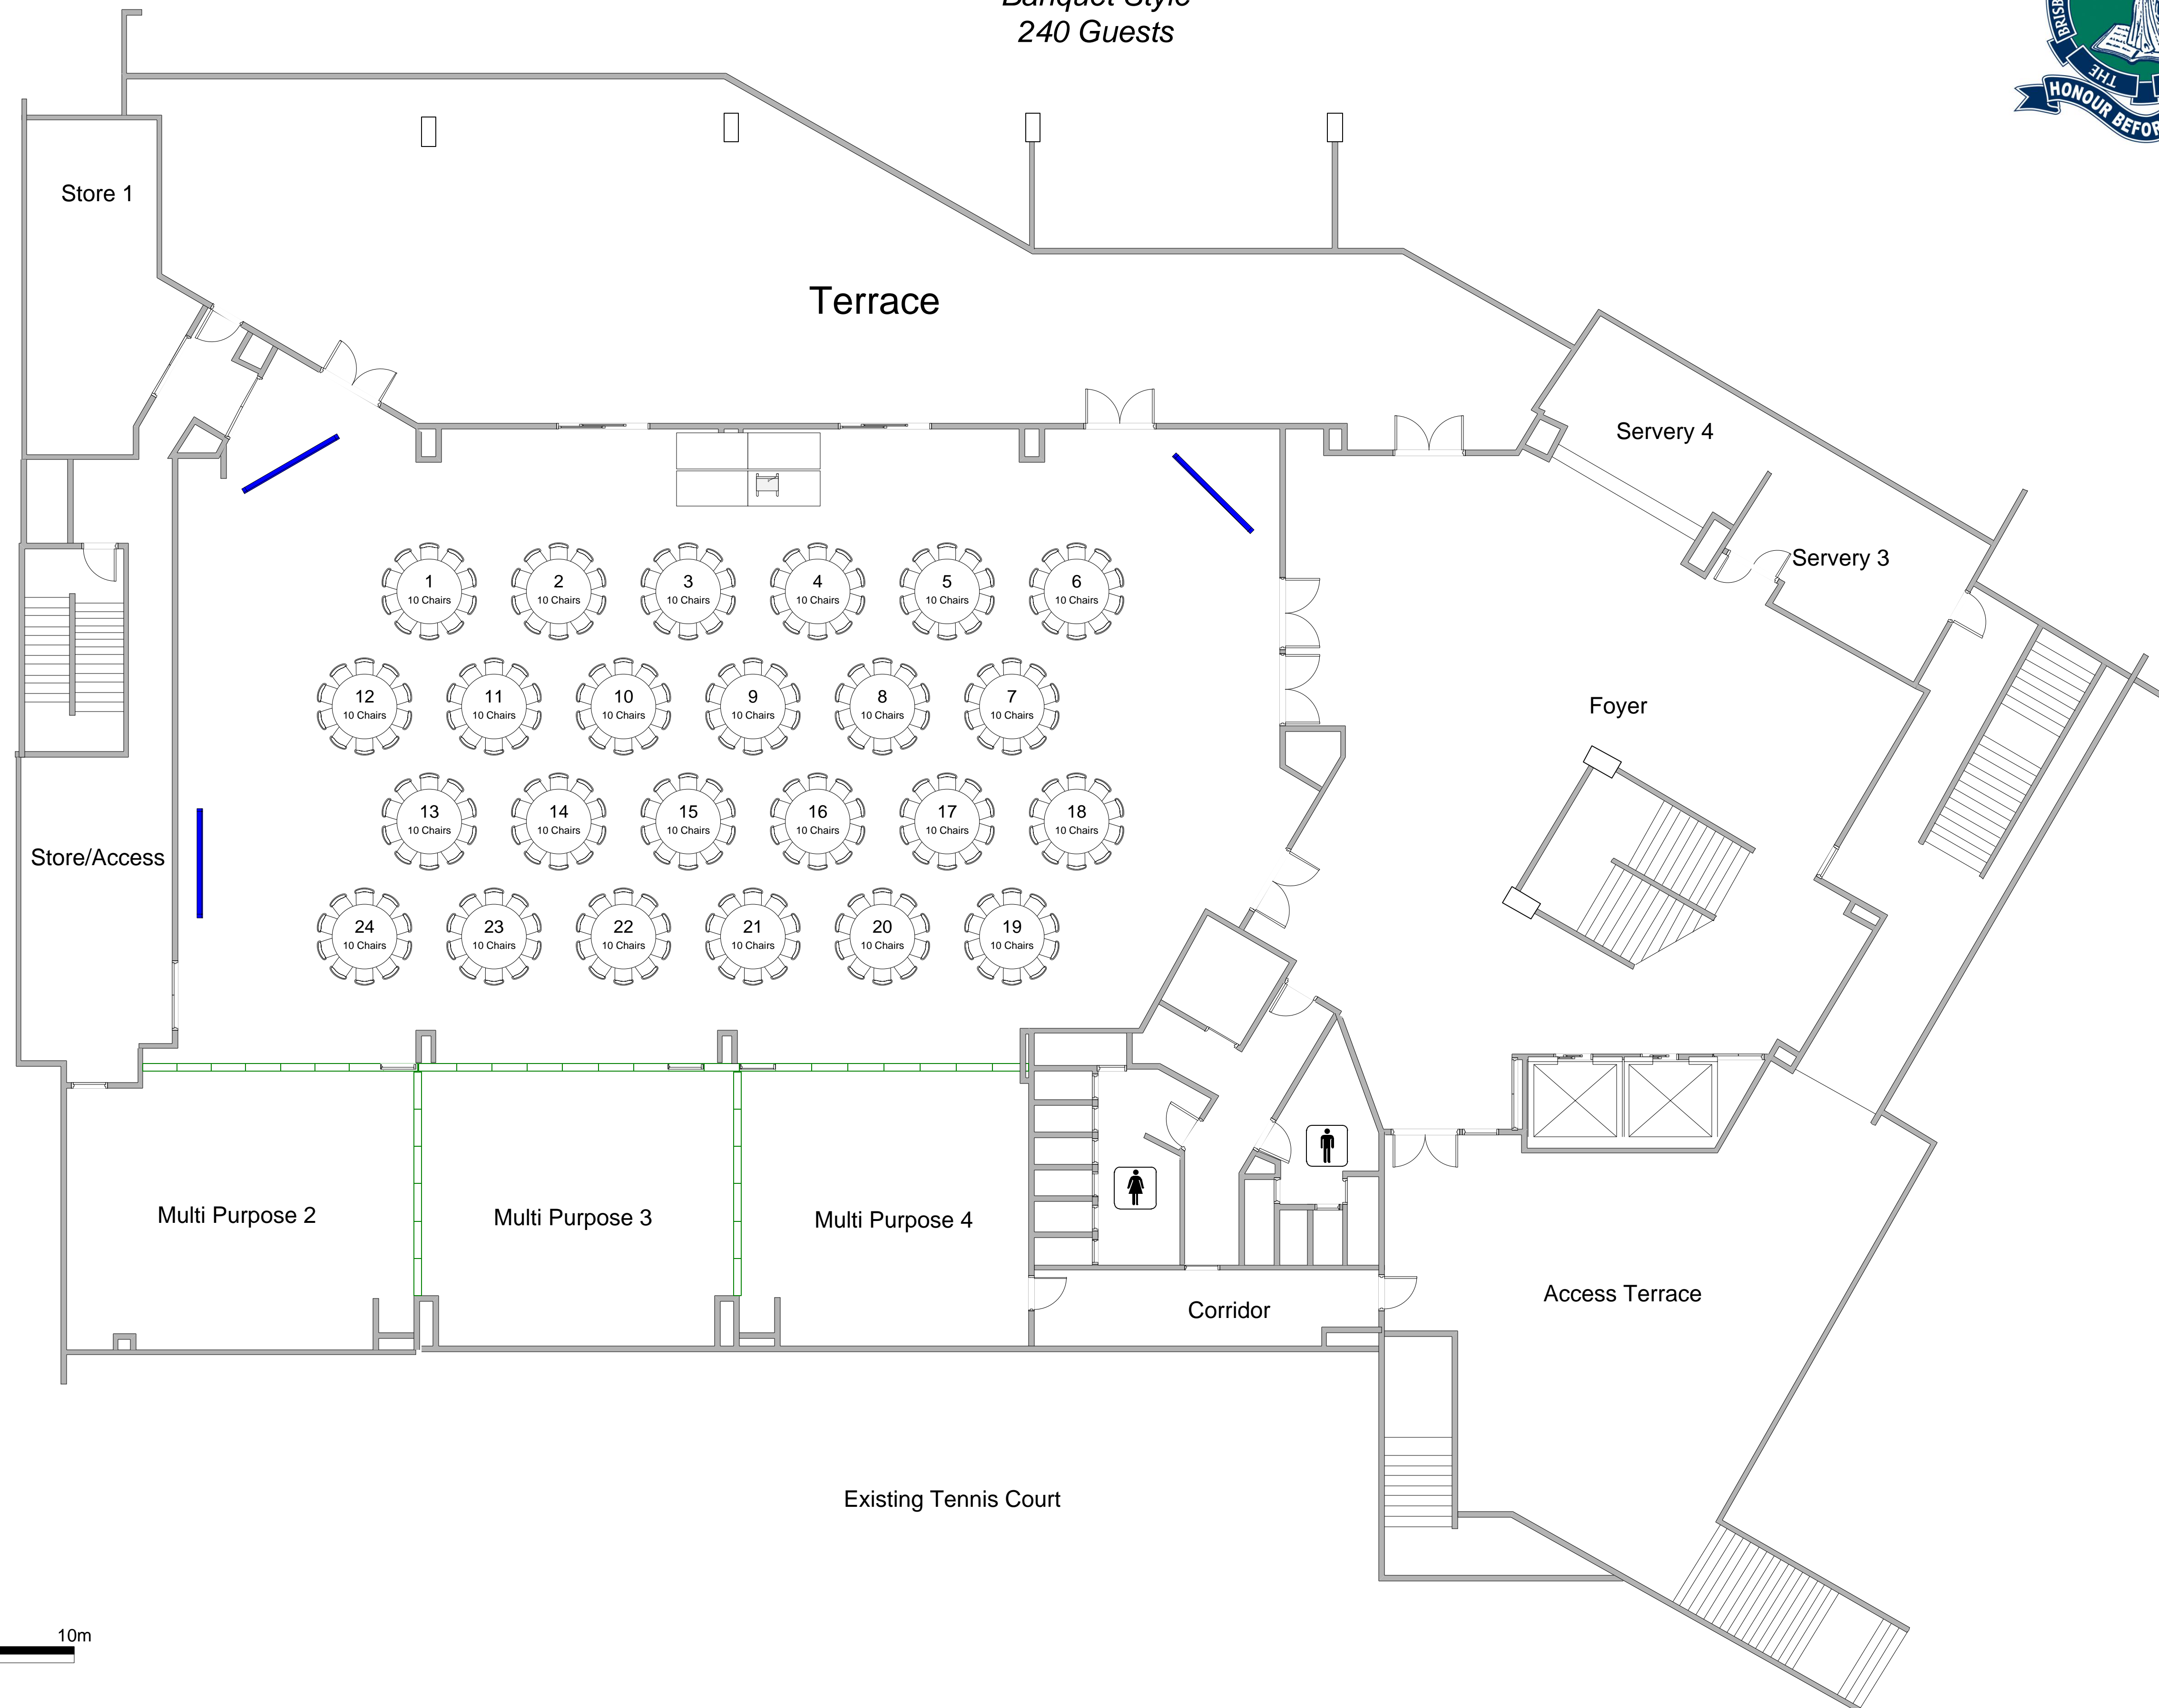 Banquet Style
240 Guests
THE
HONOUR BEFOR
Store 1
Terrace
Servery 4
Servery 3
1
10 Chairs
2
10 Chairs
3
10 Chairs
4
10 Chairs
5
10 Chairs
6
10 Chairs
12
10 Chairs
11
10 Chairs
10
10 Chairs
9
10 Chairs
8
10 Chairs
7
10 Chairs
Foyer
13
10 Chairs
14
10 Chairs
15
10 Chairs
16
10 Chairs
17
10 Chairs
18
10 Chairs
Store/Access
24
10 Chairs
23
10 Chairs
22
10 Chairs
21
10 Chairs
20
10 Chairs
19
10 Chairs
Multi Purpose 2
Multi Purpose 3
Multi Purpose 4
Corridor
Access Terrace
Existing Tennis Court
10m